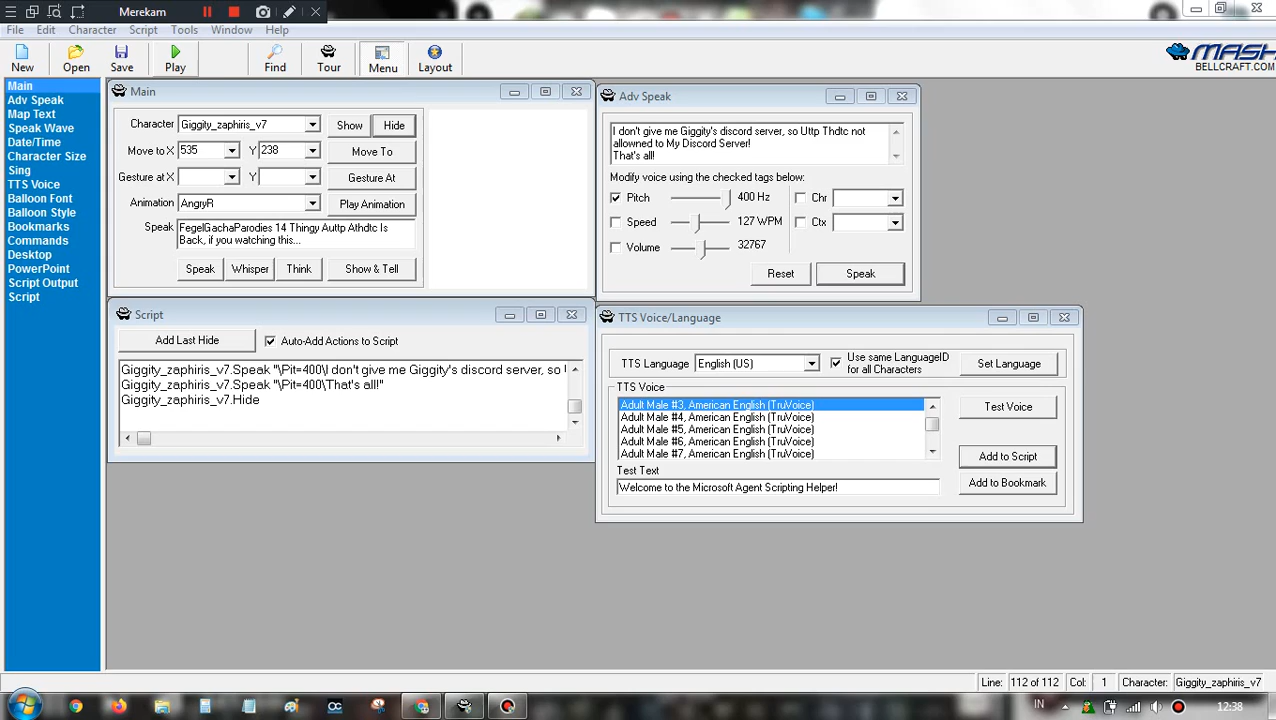 Merekam
File Edit Character Script Tools Window Help
New Open Save Play Find Tour Menu Layout
MASH
BELLCRAFT.COM
Main
Adv Speak
Map Text
Speak Wave
Date/Time
Character Size
Sing
TTS Voice
Balloon Font
Balloon Style
Bookmarks
Commands
Desktop
PowerPoint
Script Output
Script
Main
Character Giggity_zaphiris_v7 Show Hide
Move to X 535 Y 238 Move To
Gesture at X Y Gesture At
Animation AngryR Play Animation
Speak FegelGachaParodies 14 Thingy Auttp Athdtc Is
Back, if you watching this...
Speak Whisper Think Show & Tell
Adv Speak
I don't give me Giggity's discord server, so Uttp Thdtc not
allowned to My Discord Server!
That's all!
Modify voice using the checked tags below:
Pitch 400 Hz Chr
Speed 127 WPM Ctx
Volume 32767
Reset Speak
Script
Add Last Hide Auto-Add Actions to Script
Giggity_zaphiris_v7.Speak "\Pit=400\I don't give me Giggity's discord server, so
Giggity_zaphiris_v7.Speak "\Pit=400\That's all!"
Giggity_zaphiris_v7.Hide
TTS Voice/Language
TTS Language English (US) Use same LanguageID
for all Characters Set Language
TTS Voice
Adult Male #3, American English (TruVoice)
Adult Male #4, American English (TruVoice)
Adult Male #5, American English (TruVoice)
Adult Male #6, American English (TruVoice)
Adult Male #7, American English (TruVoice)
Test Voice
Add to Script
Add to Bookmark
Test Text
Welcome to the Microsoft Agent Scripting Helper!
Line: 112 of 112 Col: 1 Character: Giggity_zaphiris_v7
IN 12:38